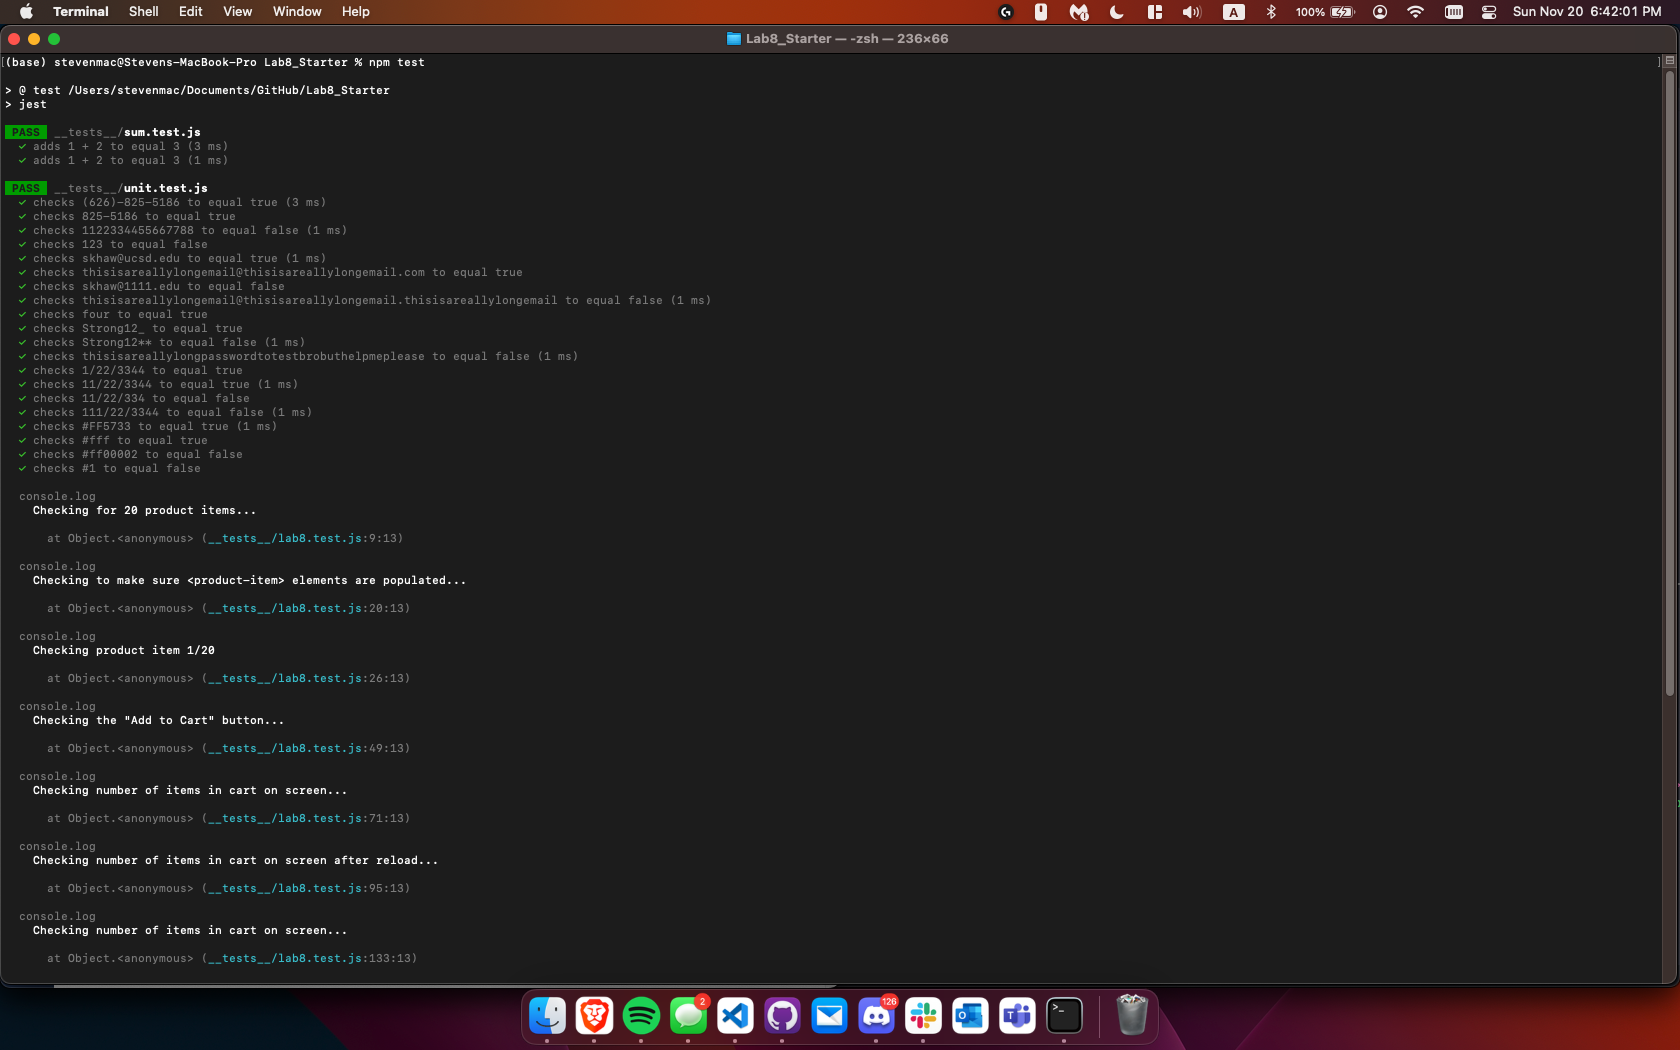 Terminal Shell Edit View Window Help A 100% Sun Nov 20 6:42:01 PM
Lab8_Starter — -zsh — 236×66
[(base) stevenmac@Stevens-MacBook-Pro Lab8_Starter % npm test ]
> @ test /Users/stevenmac/Documents/GitHub/Lab8_Starter
> jest
PASS __tests__/sum.test.js
✓ adds 1 + 2 to equal 3 (3 ms)
✓ adds 1 + 2 to equal 3 (1 ms)
PASS __tests__/unit.test.js
✓ checks (626)-825-5186 to equal true (3 ms)
✓ checks 825-5186 to equal true
✓ checks 1122334455667788 to equal false (1 ms)
✓ checks 123 to equal false
✓ checks skhaw@ucsd.edu to equal true (1 ms)
✓ checks thisisareallylongemail@thisisareallylongemail.com to equal true
✓ checks skhaw@1111.edu to equal false
✓ checks thisisareallylongemail@thisisareallylongemail.thisisareallylongemail to equal false (1 ms)
✓ checks four to equal true
✓ checks Strong12_ to equal true
✓ checks Strong12** to equal false (1 ms)
✓ checks thisisareallylongpasswordtotestbrobuthelpmeplease to equal false (1 ms)
✓ checks 1/22/3344 to equal true
✓ checks 11/22/3344 to equal true (1 ms)
✓ checks 11/22/334 to equal false
✓ checks 111/22/3344 to equal false (1 ms)
✓ checks #FF5733 to equal true (1 ms)
✓ checks #fff to equal true
✓ checks #ff00002 to equal false
✓ checks #1 to equal false
console.log
Checking for 20 product items...
at Object.<anonymous> (__tests__/lab8.test.js:9:13)
console.log
Checking to make sure <product-item> elements are populated...
at Object.<anonymous> (__tests__/lab8.test.js:20:13)
console.log
Checking product item 1/20
at Object.<anonymous> (__tests__/lab8.test.js:26:13)
console.log
Checking the "Add to Cart" button...
at Object.<anonymous> (__tests__/lab8.test.js:49:13)
console.log
Checking number of items in cart on screen...
at Object.<anonymous> (__tests__/lab8.test.js:71:13)
console.log
Checking number of items in cart on screen after reload...
at Object.<anonymous> (__tests__/lab8.test.js:95:13)
console.log
Checking number of items in cart on screen...
at Object.<anonymous> (__tests__/lab8.test.js:133:13)
2 126
>_